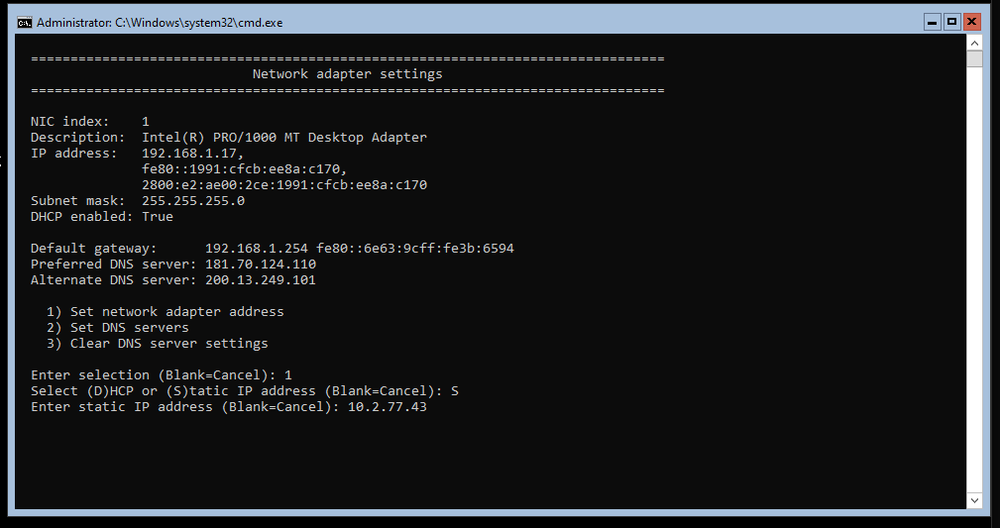 Administrator: C:\Windows\system32\cmd.exe
================================================================================
Network adapter settings
================================================================================
NIC index: 1
Description: Intel(R) PRO/1000 MT Desktop Adapter
IP address: 192.168.1.17,
fe80::1991:cfcb:ee8a:c170,
2800:e2:ae00:2ce:1991:cfcb:ee8a:c170
Subnet mask: 255.255.255.0
DHCP enabled: True
Default gateway: 192.168.1.254 fe80::6e63:9cff:fe3b:6594
Preferred DNS server: 181.70.124.110
Alternate DNS server: 200.13.249.101
1) Set network adapter address
2) Set DNS servers
3) Clear DNS server settings
Enter selection (Blank=Cancel): 1
Select (D)HCP or (S)tatic IP address (Blank=Cancel): S
Enter static IP address (Blank=Cancel): 10.2.77.43